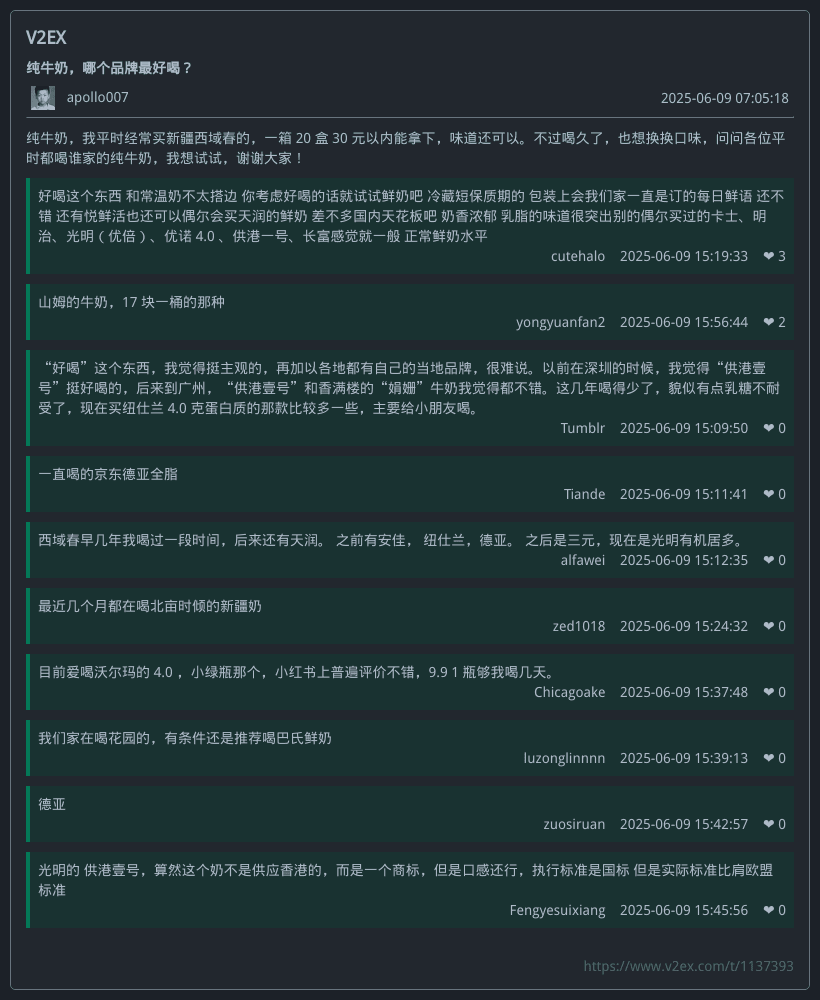 V2EX
纯牛奶，哪个品牌最好喝？
apollo007
2025-06-09 07:05:18
纯牛奶，我平时经常买新疆西域春的，一箱 20 盒 30 元以内能拿下，味道还可以。不过喝久了，也想换换口味，问问各位平
时都喝谁家的纯牛奶，我想试试，谢谢大家！
好喝这个东西 和常温奶不太搭边 你考虑好喝的话就试试鲜奶吧 冷藏短保质期的 包装上会我们家一直是订的每日鲜语 还不
错 还有悦鲜活也还可以偶尔会买天润的鲜奶 差不多国内天花板吧 奶香浓郁 乳脂的味道很突出别的偶尔买过的卡士、明
治、光明（优倍）、优诺 4.0 、供港一号、长富感觉就一般 正常鲜奶水平
cutehalo 2025-06-09 15:19:33 ❤ 3
山姆的牛奶，17 块一桶的那种
yongyuanfan2 2025-06-09 15:56:44 ❤ 2
“好喝”这个东西，我觉得挺主观的，再加以各地都有自己的当地品牌，很难说。以前在深圳的时候，我觉得“供港壹
号”挺好喝的，后来到广州，“供港壹号”和香满楼的“娟姗”牛奶我觉得都不错。这几年喝得少了，貌似有点乳糖不耐
受了，现在买纽仕兰 4.0 克蛋白质的那款比较多一些，主要给小朋友喝。
Tumblr 2025-06-09 15:09:50 ❤ 0
一直喝的京东德亚全脂
Tiande 2025-06-09 15:11:41 ❤ 0
西域春早几年我喝过一段时间，后来还有天润。 之前有安佳， 纽仕兰，德亚。 之后是三元，现在是光明有机居多。
alfawei 2025-06-09 15:12:35 ❤ 0
最近几个月都在喝北亩时倾的新疆奶
zed1018 2025-06-09 15:24:32 ❤ 0
目前爱喝沃尔玛的 4.0 ，小绿瓶那个，小红书上普遍评价不错，9.9 1 瓶够我喝几天。
Chicagoake 2025-06-09 15:37:48 ❤ 0
我们家在喝花园的，有条件还是推荐喝巴氏鲜奶
luzonglinnnn 2025-06-09 15:39:13 ❤ 0
德亚
zuosiruan 2025-06-09 15:42:57 ❤ 0
光明的 供港壹号，算然这个奶不是供应香港的，而是一个商标，但是口感还行，执行标准是国标 但是实际标准比肩欧盟
标准
Fengyesuixiang 2025-06-09 15:45:56 ❤ 0
https://www.v2ex.com/t/1137393